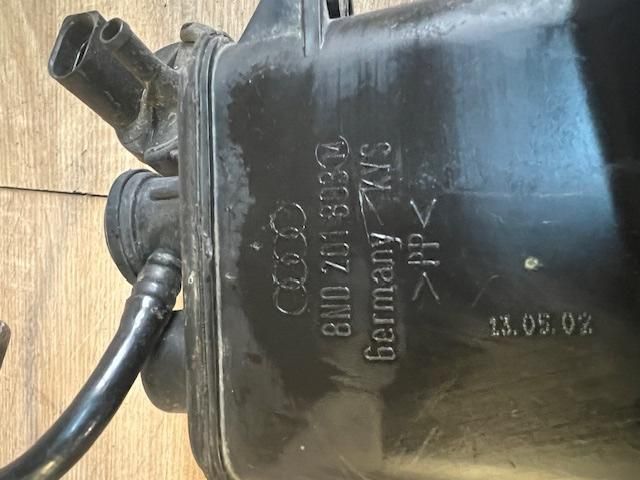 8N0 201 803 A
Germany KVS
>PP<
13.05.02